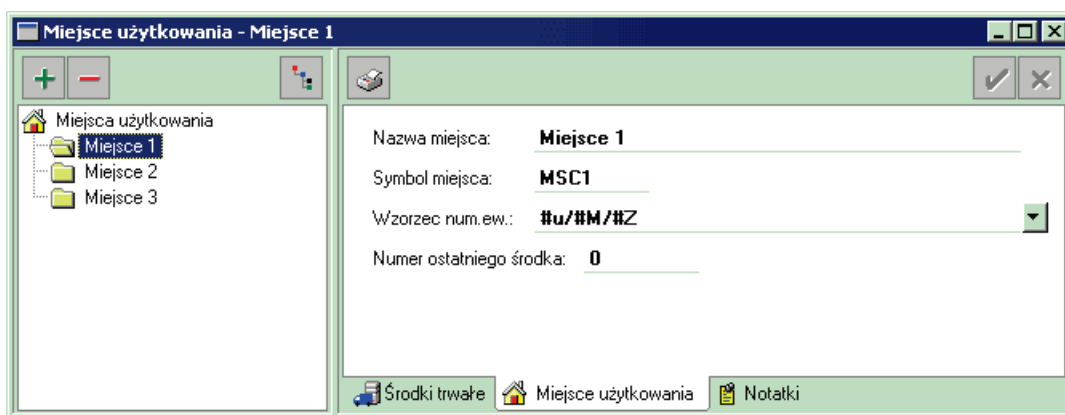 Miejsce użytkowania - Miejsce 1
Miejsca użytkowania
Miejsce 1
Miejsce 2
Miejsce 3
Nazwa miejsca: Miejsce 1
Symbol miejsca: MSC1
Wzorzec num.ew.: #u/#M/#Z
Numer ostatniego środka: 0
Środki trwałe Miejsce użytkowania Notatki